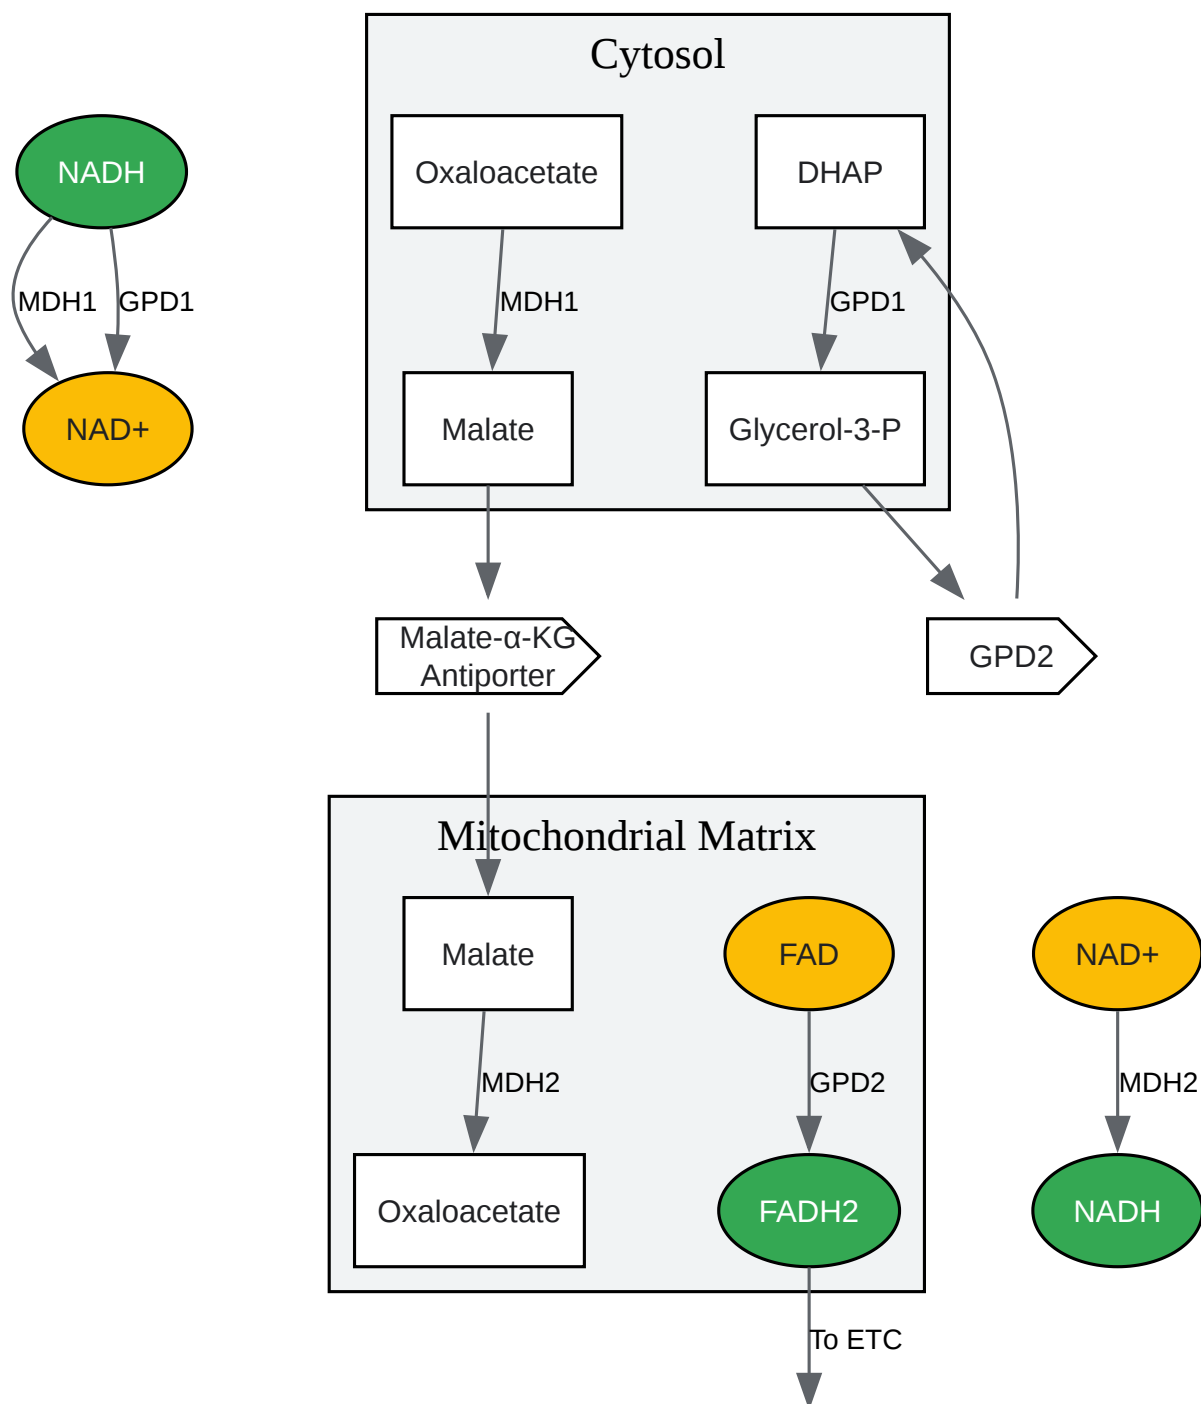 Cytosol
NADH
Oxaloacetate
DHAP
MDH1
GPD1
MDH1
GPD1
NAD+
Malate
Glycerol-3-P
Malate-α-KG
Antiporter
GPD2
Mitochondrial Matrix
Malate
FAD
NAD+
MDH2
GPD2
MDH2
Oxaloacetate
FADH2
NADH
To ETC